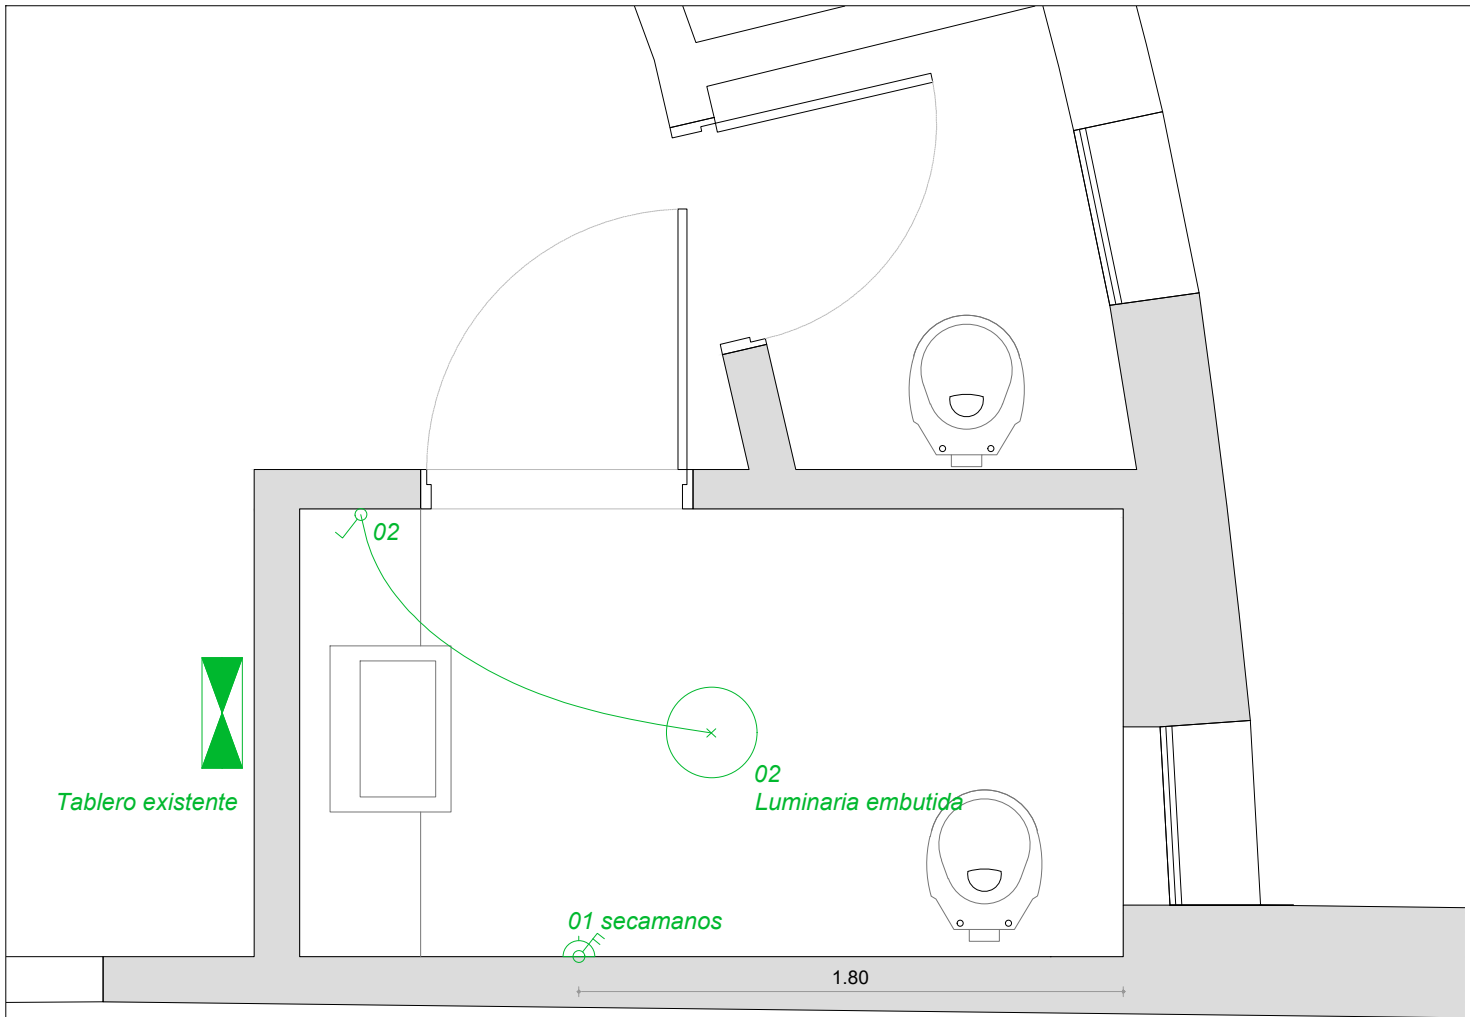 02
02
Tablero existente
Luminaria embutida
01 secamanos
1.80